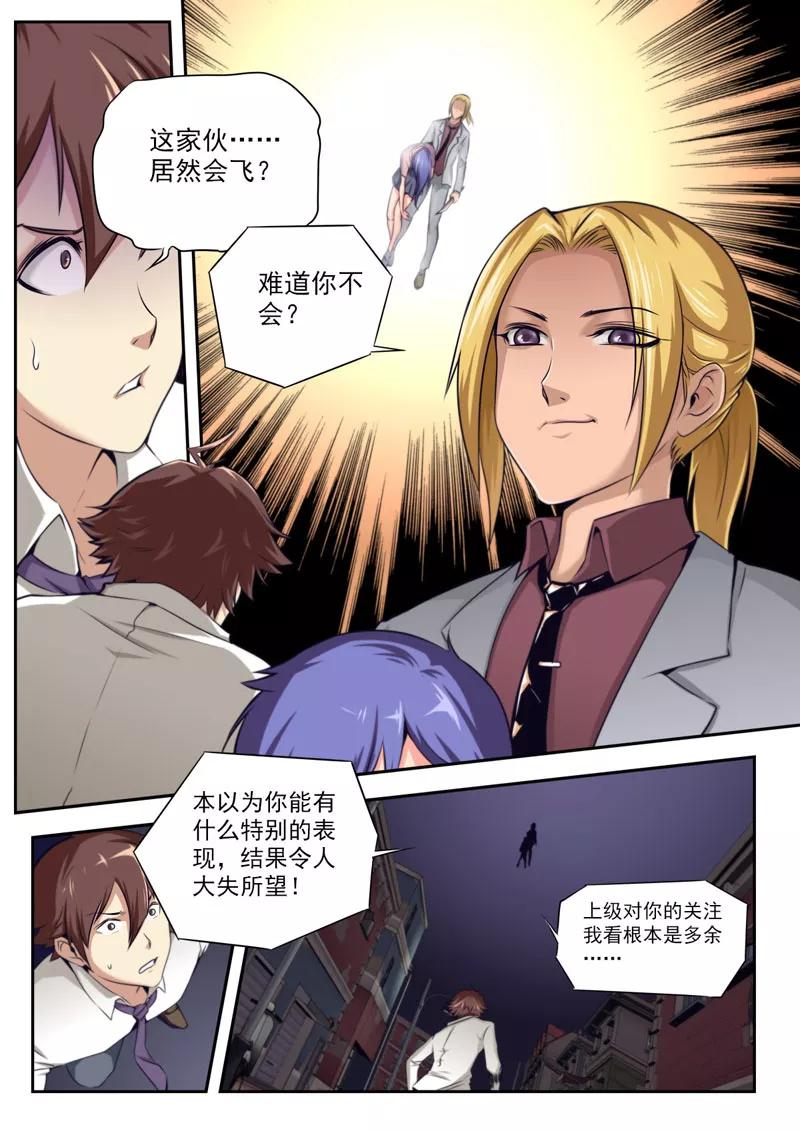 这家伙……
居然会飞？
难道你不
会？
本以为你能有
什么特别的表
现，结果令人
大失所望！
上级对你的关注
我看根本是多余
……